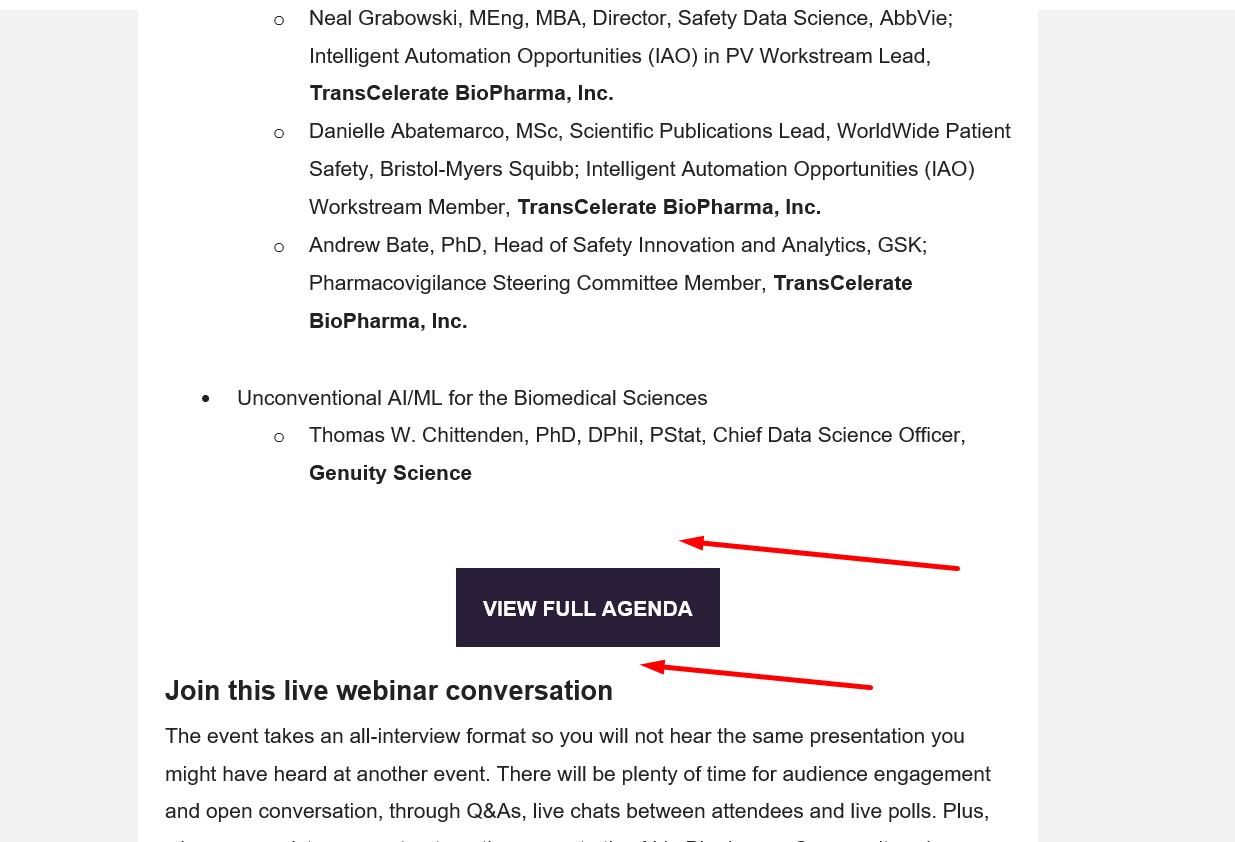 Neal Grabowski, MEng, MBA, Director, Safety Data Science, AbbVie;
Intelligent Automation Opportunities (IAO) in PV Workstream Lead,
TransCelerate BioPharma, Inc.
Danielle Abatemarco, MSc, Scientific Publications Lead, WorldWide Patient
Safety, Bristol-Myers Squibb; Intelligent Automation Opportunities (IAO)
Workstream Member, TransCelerate BioPharma, Inc.
Andrew Bate, PhD, Head of Safety Innovation and Analytics, GSK;
Pharmacovigilance Steering Committee Member, TransCelerate
BioPharma, Inc.
Unconventional AI/ML for the Biomedical Sciences
Thomas W. Chittenden, PhD, DPhil, PStat, Chief Data Science Officer,
Genuity Science
VIEW FULL AGENDA
Join this live webinar conversation
The event takes an all-interview format so you will not hear the same presentation you
might have heard at another event. There will be plenty of time for audience engagement
and open conversation, through Q&As, live chats between attendees and live polls. Plus,